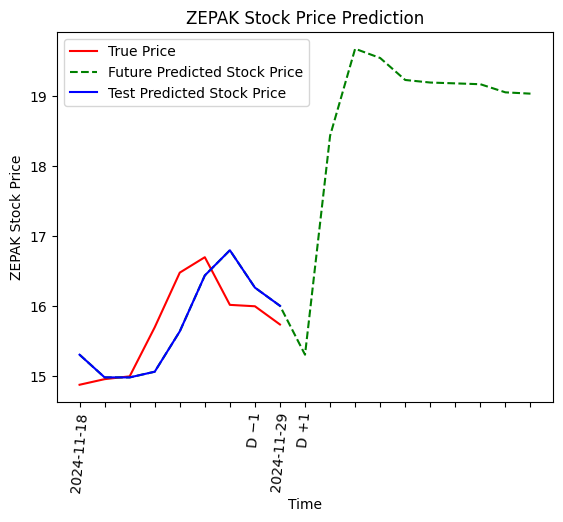 ZEPAK Stock Price Prediction
True Price
Future Predicted Stock Price
Test Predicted Stock Price
ZEPAK Stock Price
19
18
17
16
15
2024-11-18
D −1
2024-11-29
D +1
Time